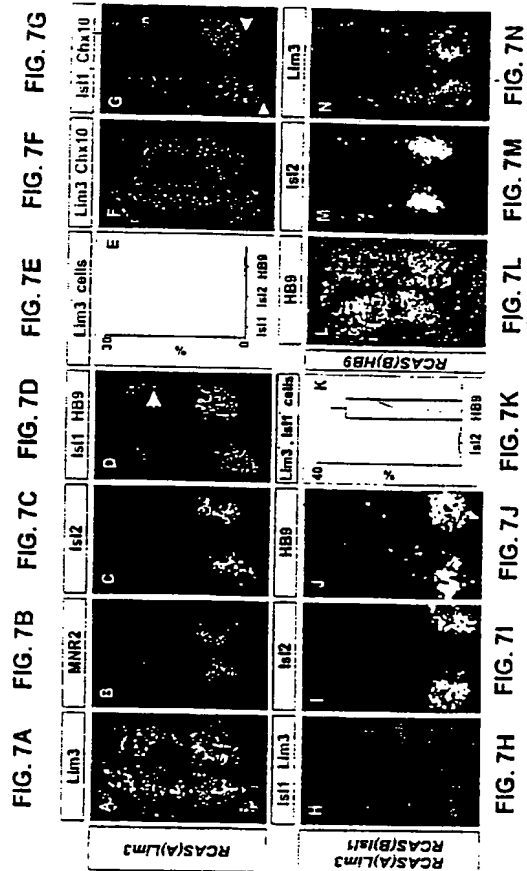 FIG. 7A
FIG. 7B
FIG. 7C
FIG. 7D
FIG. 7E
FIG. 7F
FIG. 7G
Lim3
MNR2
Isl2
Isl1 HB9
Lim3 cells
Lim3 Chx10
Isl1 Chx10
RCAS(A)Lim3
A
B
C
D
E
F
G
30
%
0
Isl1 Isl2 HB9
Isl1 Lim3
Isl2
HB9
Lim3, Isl1 cells
HB9
Isl2
Lim3
RCAS(A)Lim3
RCAS(B)Isl1
RCAS(B)HB9
H
I
J
K
L
M
N
40
%
Isl2 HB9
FIG. 7H
FIG. 7I
FIG. 7J
FIG. 7K
FIG. 7L
FIG. 7M
FIG. 7N